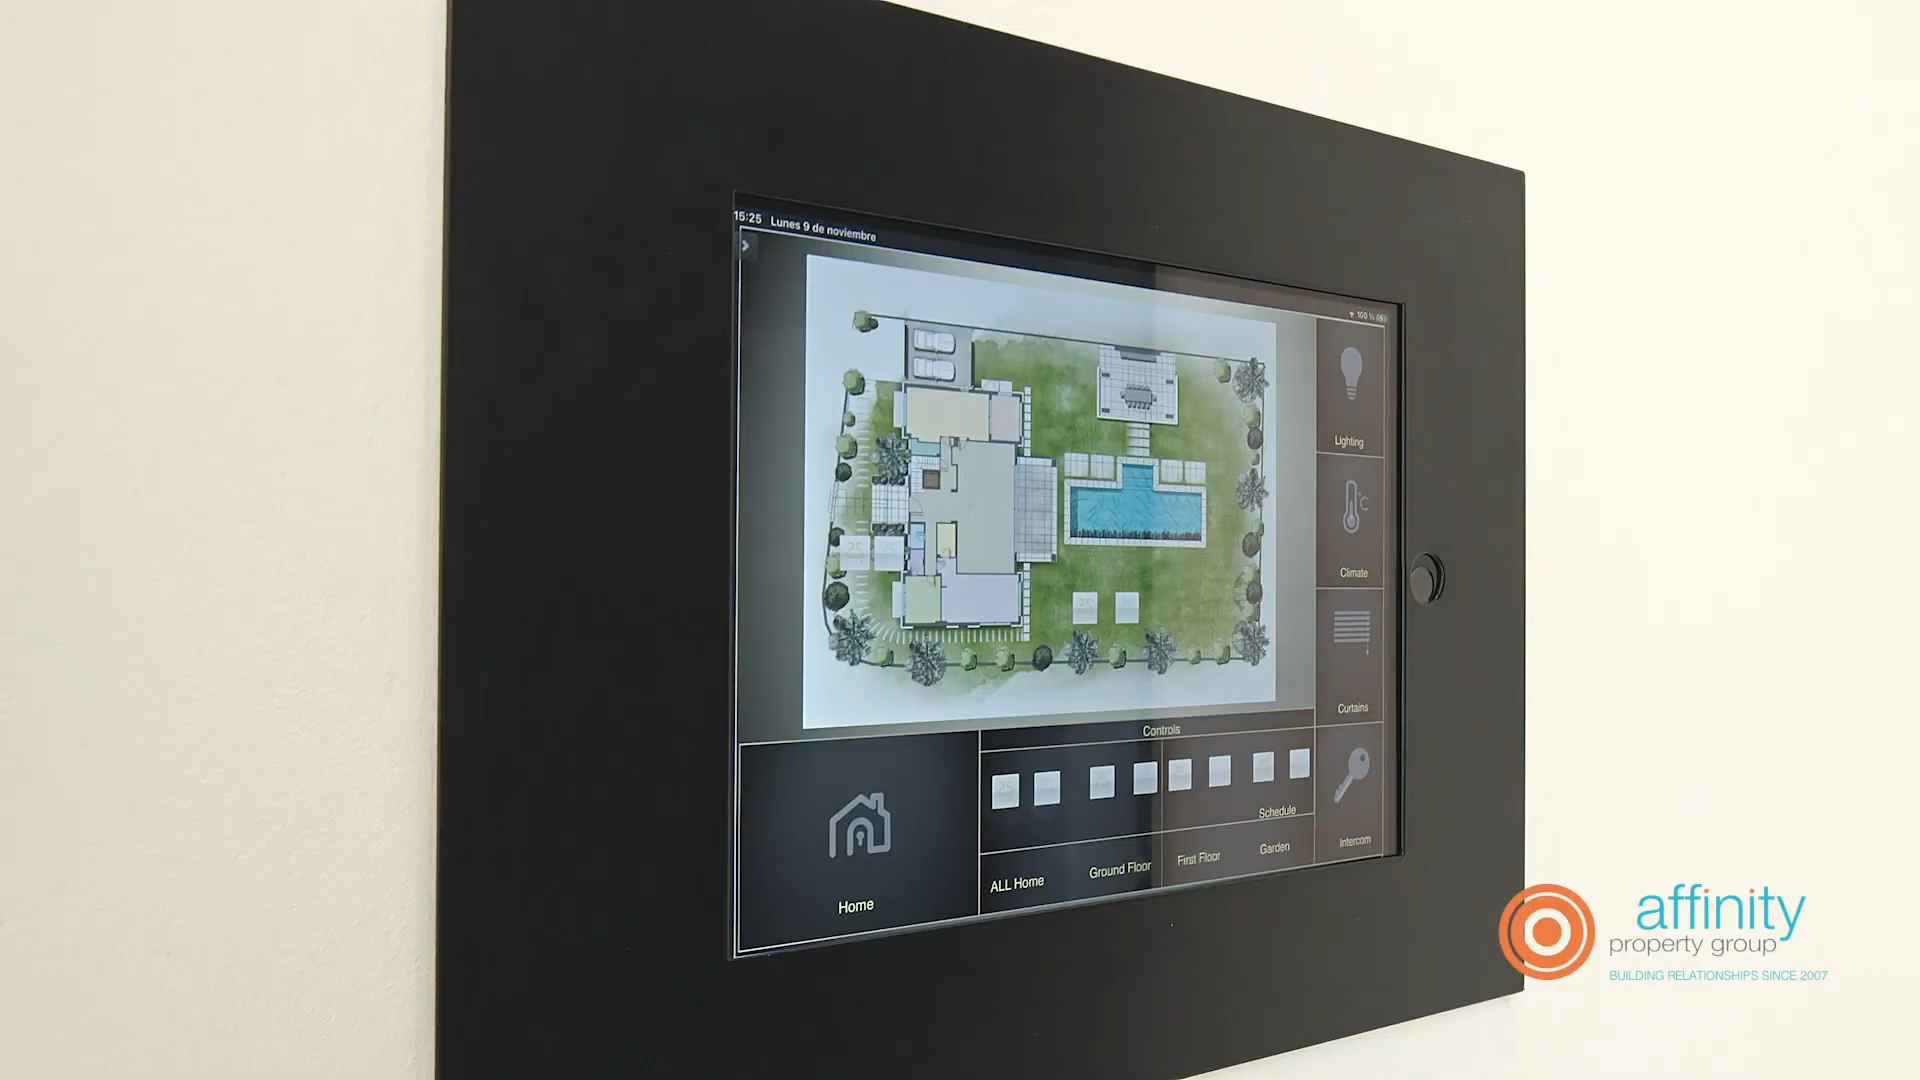 15:25 Lunes 9 de noviembre
100 %
Lighting
°C
Climate
Curtains
Controls
Schedule
Intercom
Home
ALL Home
Ground Floor
First Floor
Garden
affinity
property group
BUILDING RELATIONSHIPS SINCE 2007